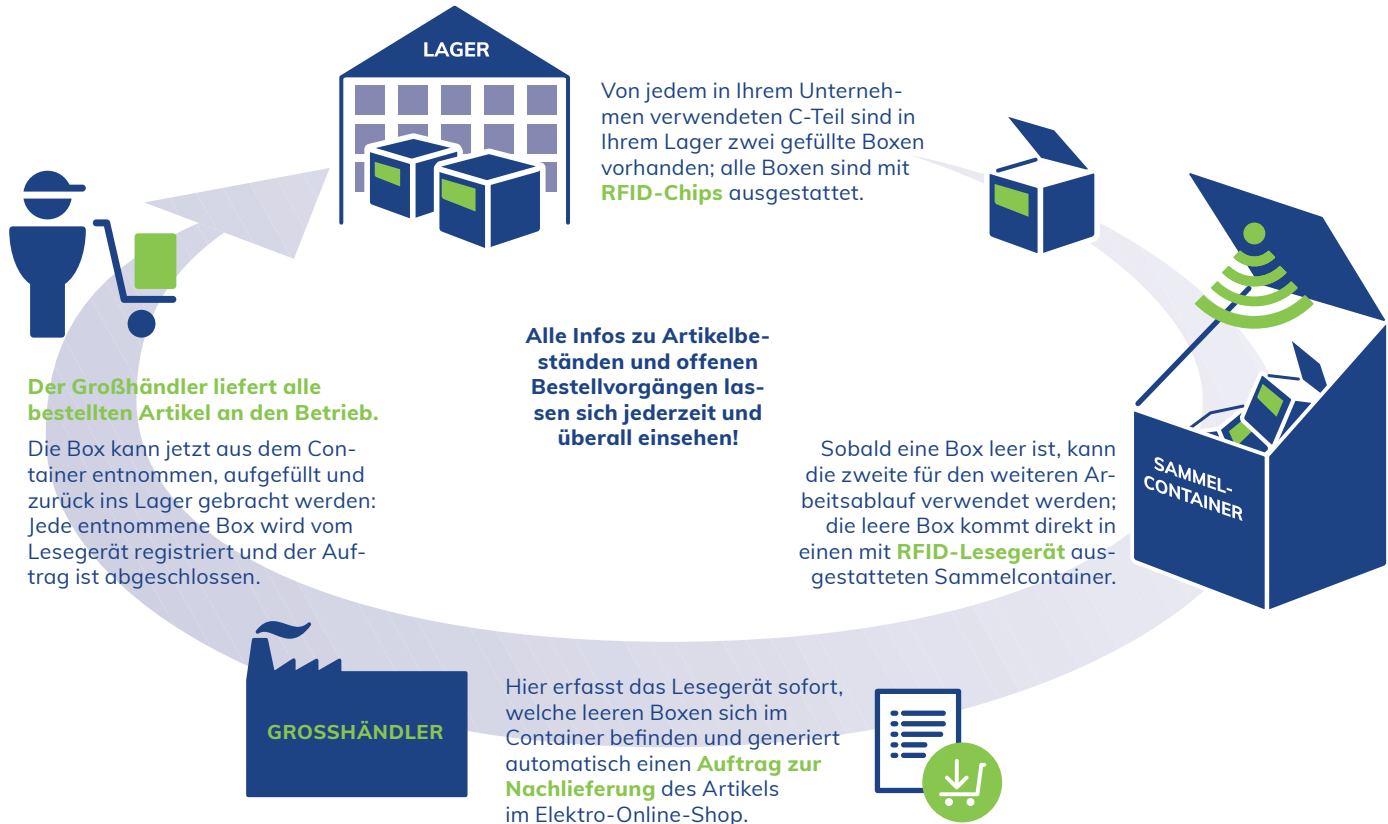 LAGER
Von jedem in Ihrem Unterneh-
men verwendeten C-Teil sind in
Ihrem Lager zwei gefüllte Boxen
vorhanden; alle Boxen sind mit
RFID-Chips ausgestattet.
Alle Infos zu Artikelbe-
ständen und offenen
Bestellvorgängen las-
sen sich jederzeit und
überall einsehen!
Sobald eine Box leer ist, kann
die zweite für den weiteren Ar-
beitsablauf verwendet werden;
die leere Box kommt direkt in
einen mit RFID-Lesegerät aus-
gestatteten Sammelcontainer.
SAMMEL-
CONTAINER
Hier erfasst das Lesegerät sofort,
welche leeren Boxen sich im
Container befinden und generiert
automatisch einen Auftrag zur
Nachlieferung des Artikels
im Elektro-Online-Shop.
GROSSHÄNDLER
Der Großhändler liefert alle
bestellten Artikel an den Betrieb.
Die Box kann jetzt aus dem Con-
tainer entnommen, aufgefüllt und
zurück ins Lager gebracht werden:
Jede entnommene Box wird vom
Lesegerät registriert und der Auf-
trag ist abgeschlossen.